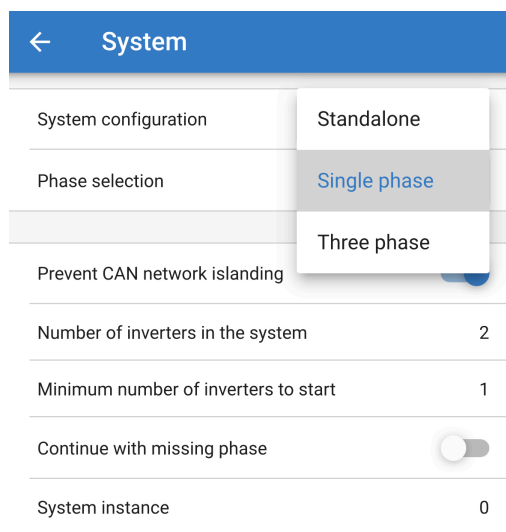 System
System configuration
Standalone
Phase selection
Single phase
Three phase
Prevent CAN network islanding
Number of inverters in the system 2
Minimum number of inverters to start 1
Continue with missing phase
System instance 0